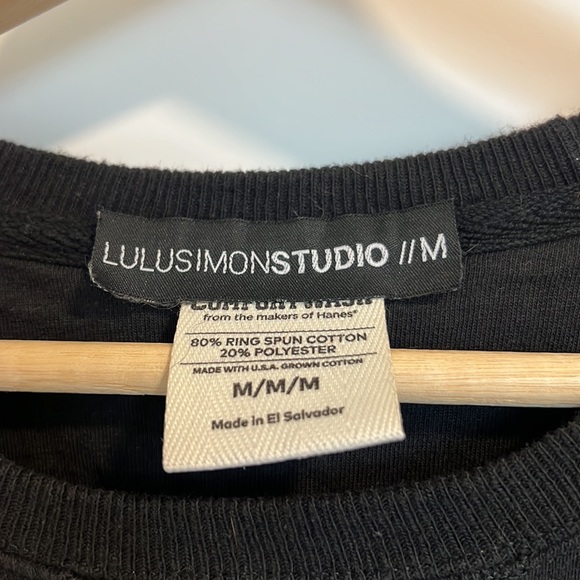 LULUSIMONSTUDIO //M
COMFORTWASH
from the makers of Hanes®
80% RING SPUN COTTON
20% POLYESTER
MADE WITH U.S.A. GROWN COTTON
M/M/M
Made in El Salvador